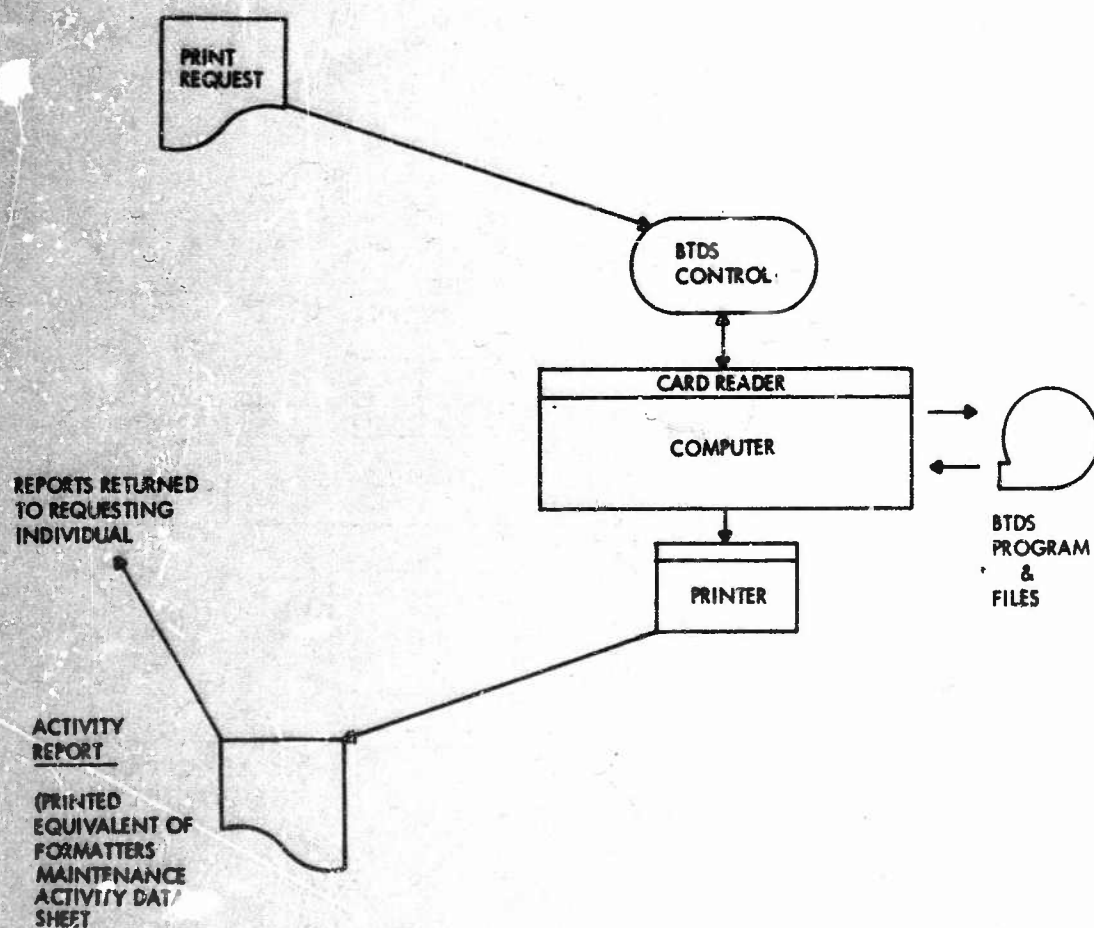 PRINT
REQUEST
BTDS
CONTROL
CARD READER
COMPUTER
BTDS
PROGRAM
&
FILES
PRINTER
REPORTS RETURNED
TO REQUESTING
INDIVIDUAL
ACTIVITY
REPORT
(PRINTED
EQUIVALENT OF
FORMATTERS
MAINTENANCE
ACTIVITY DATA
SHEET